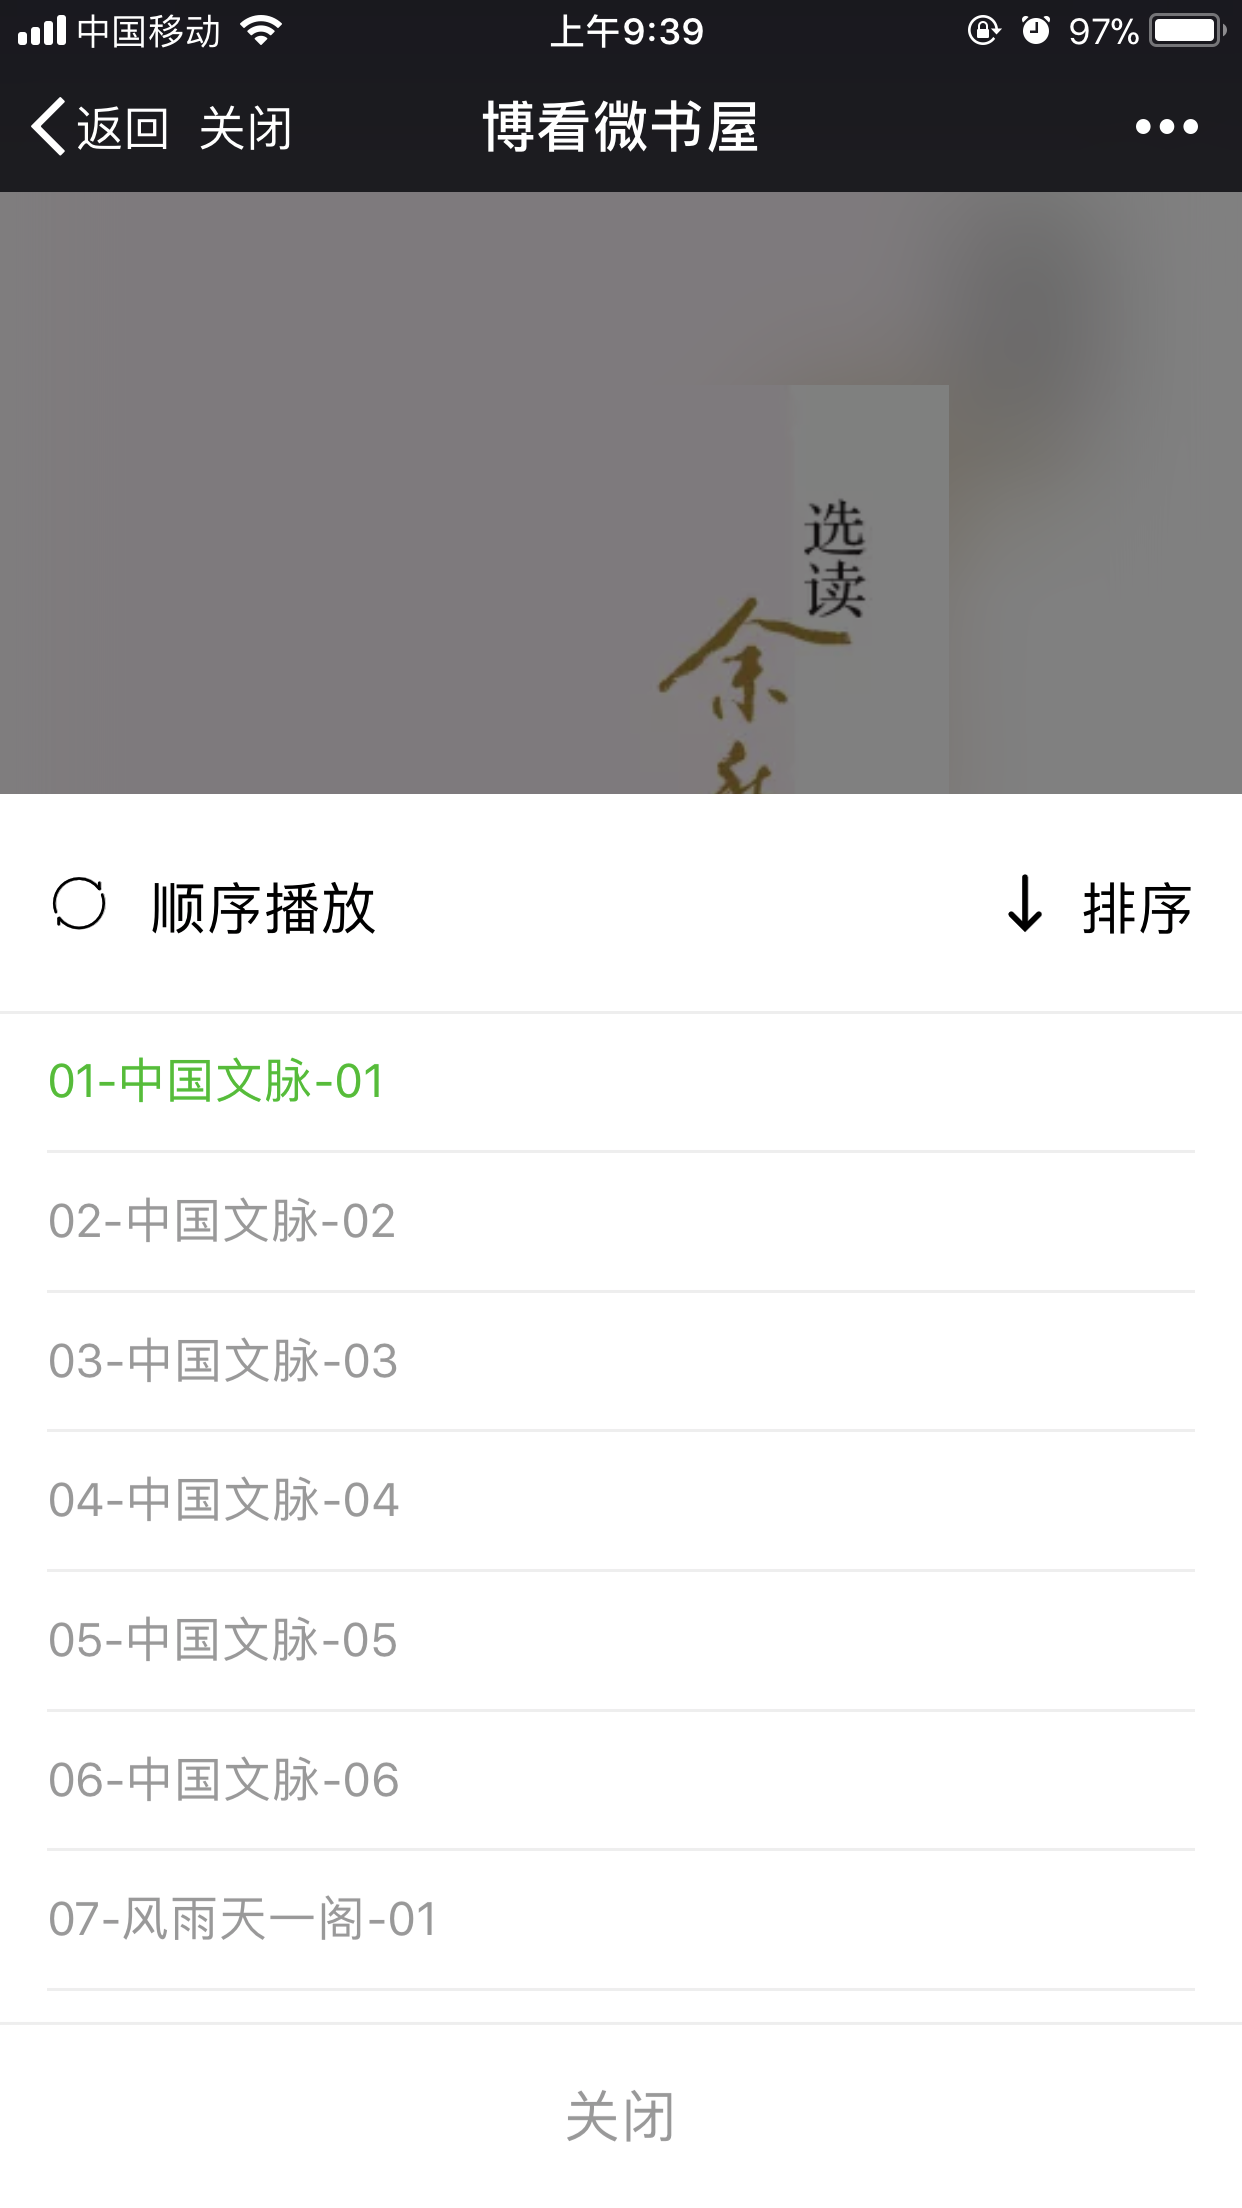 中国移动 上午9:39 97%
返回 关闭 博看微书屋
选读
余
顺序播放 排序
01-中国文脉-01
02-中国文脉-02
03-中国文脉-03
04-中国文脉-04
05-中国文脉-05
06-中国文脉-06
07-风雨天一阁-01
关闭